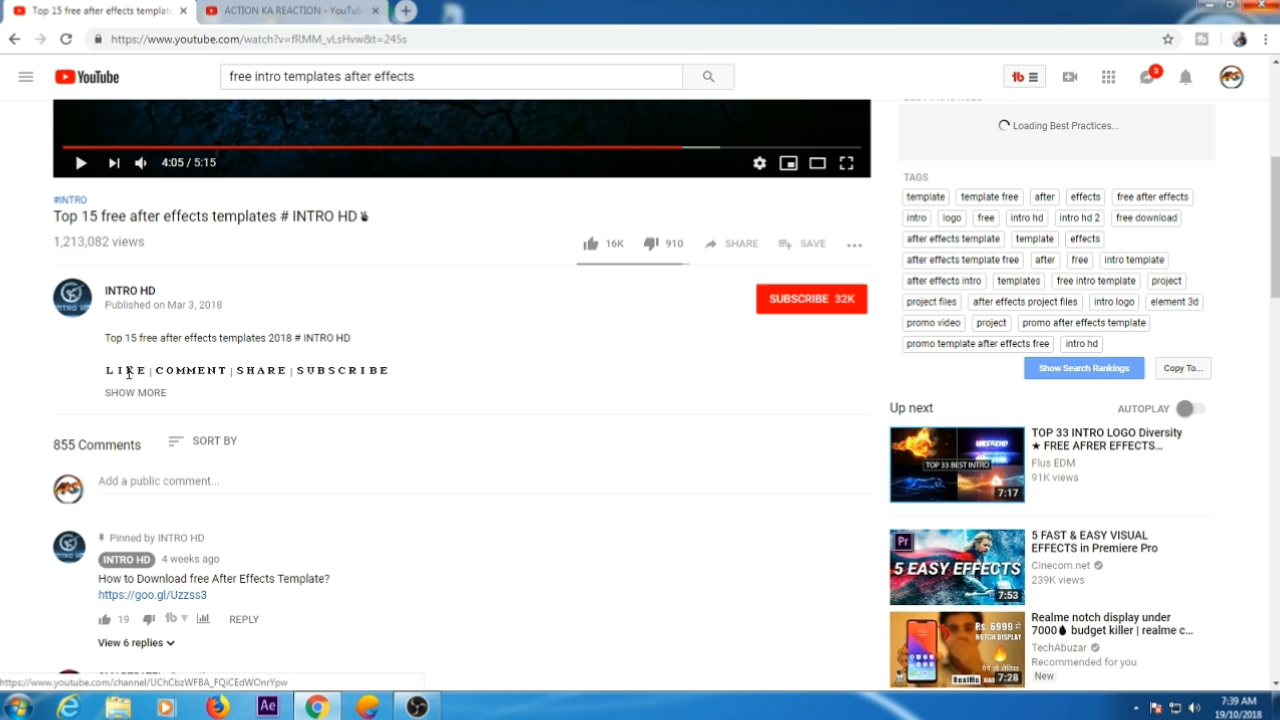 Top 15 free after effects templat
ACTION KA REACTION - YouTub
https://www.youtube.com/watch?v=fRMM_vLsHvw&t=245s
YouTube
free intro templates after effects
3
4:05 / 5:15
#INTRO
Top 15 free after effects templates # INTRO HD
1,213,082 views
16K
910
SHARE
SAVE
INTRO HD
Published on Mar 3, 2018
SUBSCRIBE 32K
Top 15 free after effects templates 2018 # INTRO HD
L I K E | C O M M E N T | S H A R E | S U B S C R I B E
SHOW MORE
855 Comments
SORT BY
Add a public comment...
Pinned by INTRO HD
INTRO HD 4 weeks ago
How to Download free After Effects Template?
https://goo.gl/Uzzss3
19
REPLY
View 6 replies
https://www.youtube.com/channel/UChCbzWFBA_FQiCEdWOnrYpw
Loading Best Practices...
TAGS
template template free after effects free after effects
intro logo free intro hd intro hd 2 free download
after effects template template effects
after effects template free after free intro template
after effects intro templates free intro template project
project files after effects project files intro logo element 3d
promo video project promo after effects template
promo template after effects free intro hd
Show Search Rankings
Copy To...
Up next
AUTOPLAY
TOP 33 BEST INTRO
7:17
TOP 33 INTRO LOGO Diversity
★ FREE AFRER EFFECTS...
Flus EDM
91K views
Pr
5 EASY EFFECTS
7:53
5 FAST & EASY VISUAL
EFFECTS in Premiere Pro
Cinecom.net
239K views
Rs. 6999 में
NOTCH DISPLAY
7:28
Realme notch display under
7000 budget killer | realme c...
TechAbuzar
Recommended for you
New
Ae
7:39 AM
19/10/2018